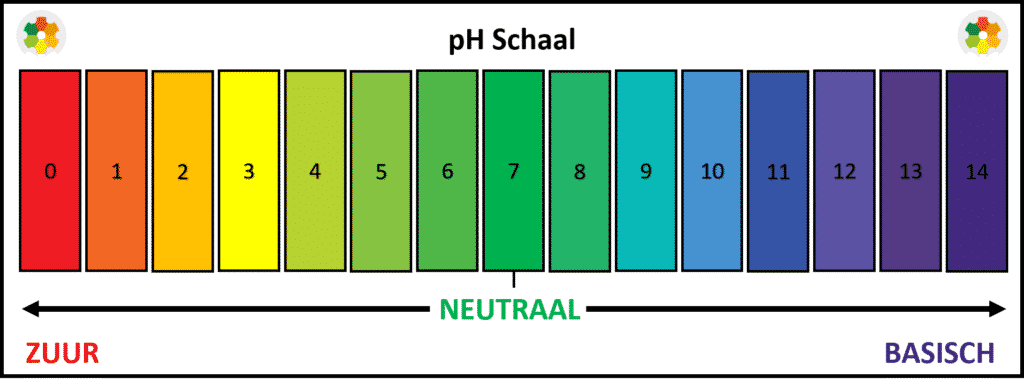 pH Schaal
0 1 2 3 4 5 6 7 8 9 10 11 12 13 14
NEUTRAAL
ZUUR BASISCH